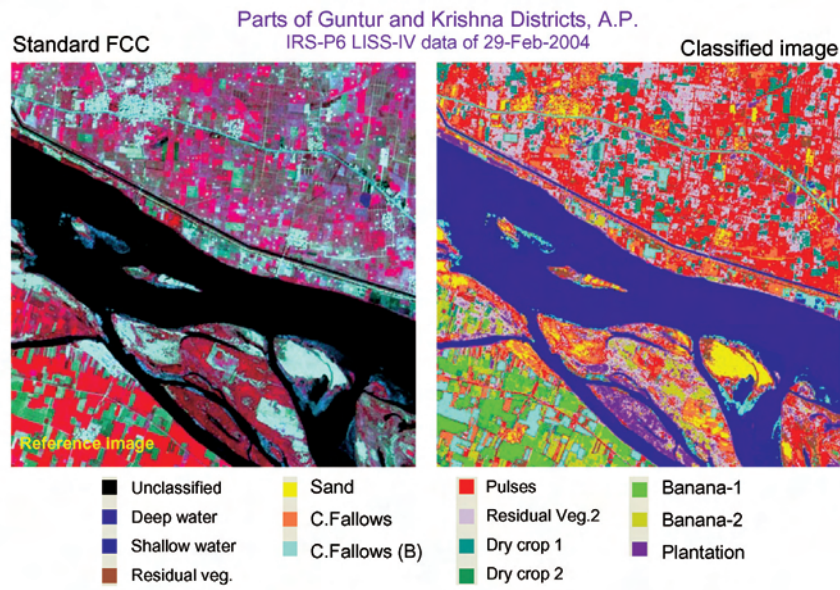 Parts of Guntur and Krishna Districts, A.P.
IRS-P6 LISS-IV data of 29-Feb-2004
Standard FCC
Classified image
Reference Image
Unclassified
Deep water
Shallow water
Residual veg.
Sand
C.Fallows
C.Fallows (B)
Pulses
Residual Veg.2
Dry crop 1
Dry crop 2
Banana-1
Banana-2
Plantation